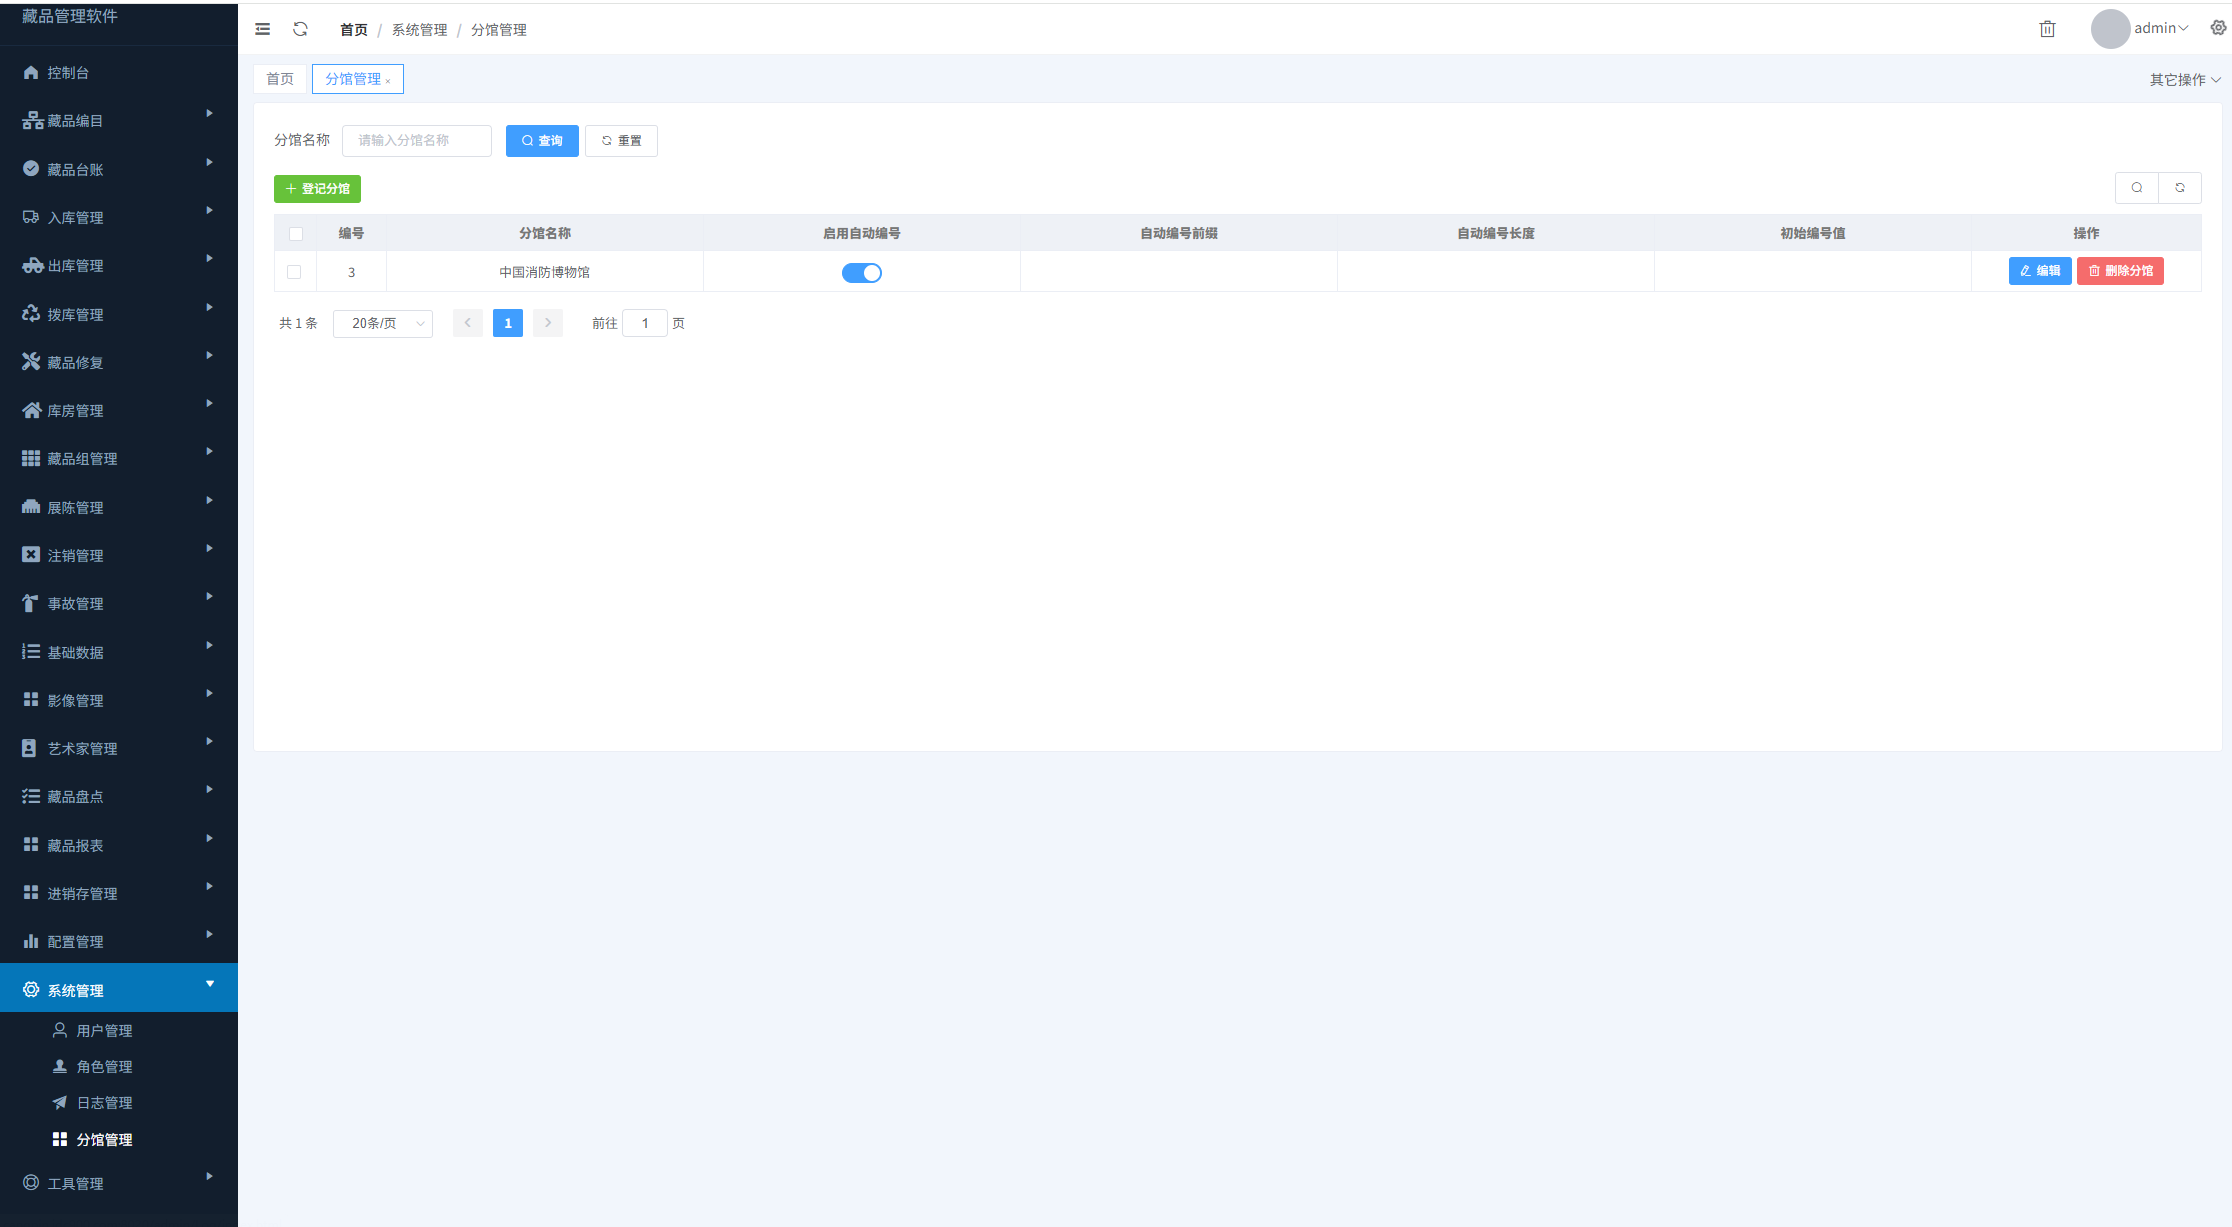 藏品管理软件
控制台
藏品编目
藏品台账
入库管理
出库管理
拨库管理
藏品修复
库房管理
藏品组管理
展陈管理
注销管理
事故管理
基础数据
影像管理
艺术家管理
藏品盘点
藏品报表
进销存管理
配置管理
系统管理
用户管理
角色管理
日志管理
分馆管理
工具管理
首页 / 系统管理 / 分馆管理
admin
首页 分馆管理 ×
其它操作
分馆名称 请输入分馆名称 查询 重置
登记分馆
编号 分馆名称 启用自动编号 自动编号前缀 自动编号长度 初始编号值 操作
3 中国消防博物馆 编辑 删除分馆
共 1 条 20条/页 1 前往 1 页